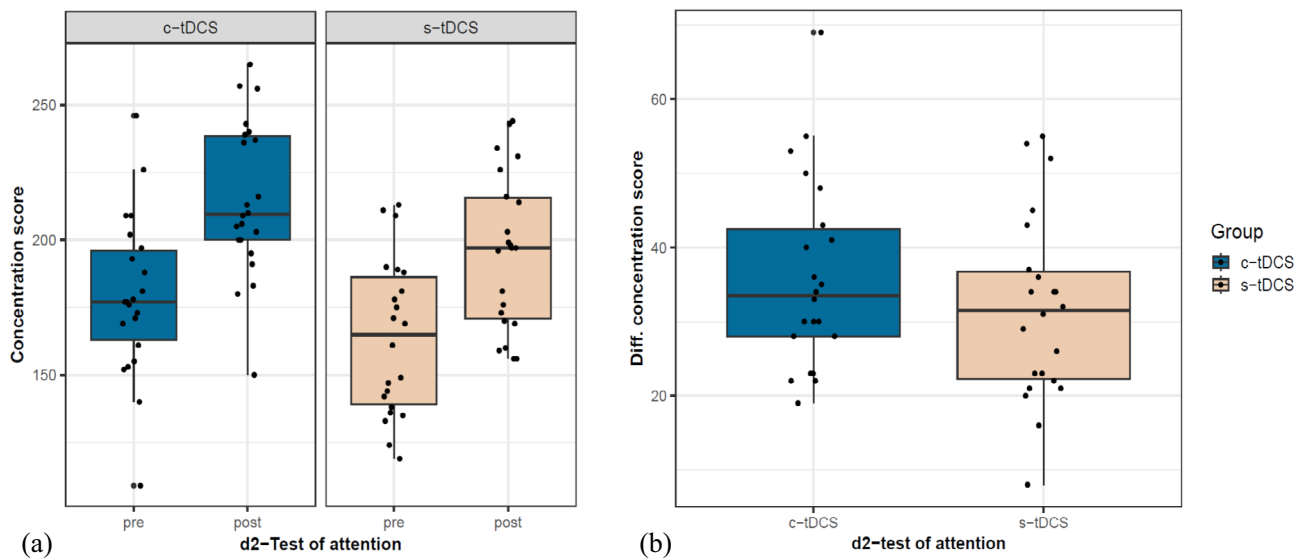 c-tDCS s-tDCS
Concentration score
250
200
150
pre post pre post
d2-Test of attention
(a)
Diff. concentration score
60
40
20
c-tDCS s-tDCS
d2-test of attention
(b)
Group
c-tDCS
s-tDCS